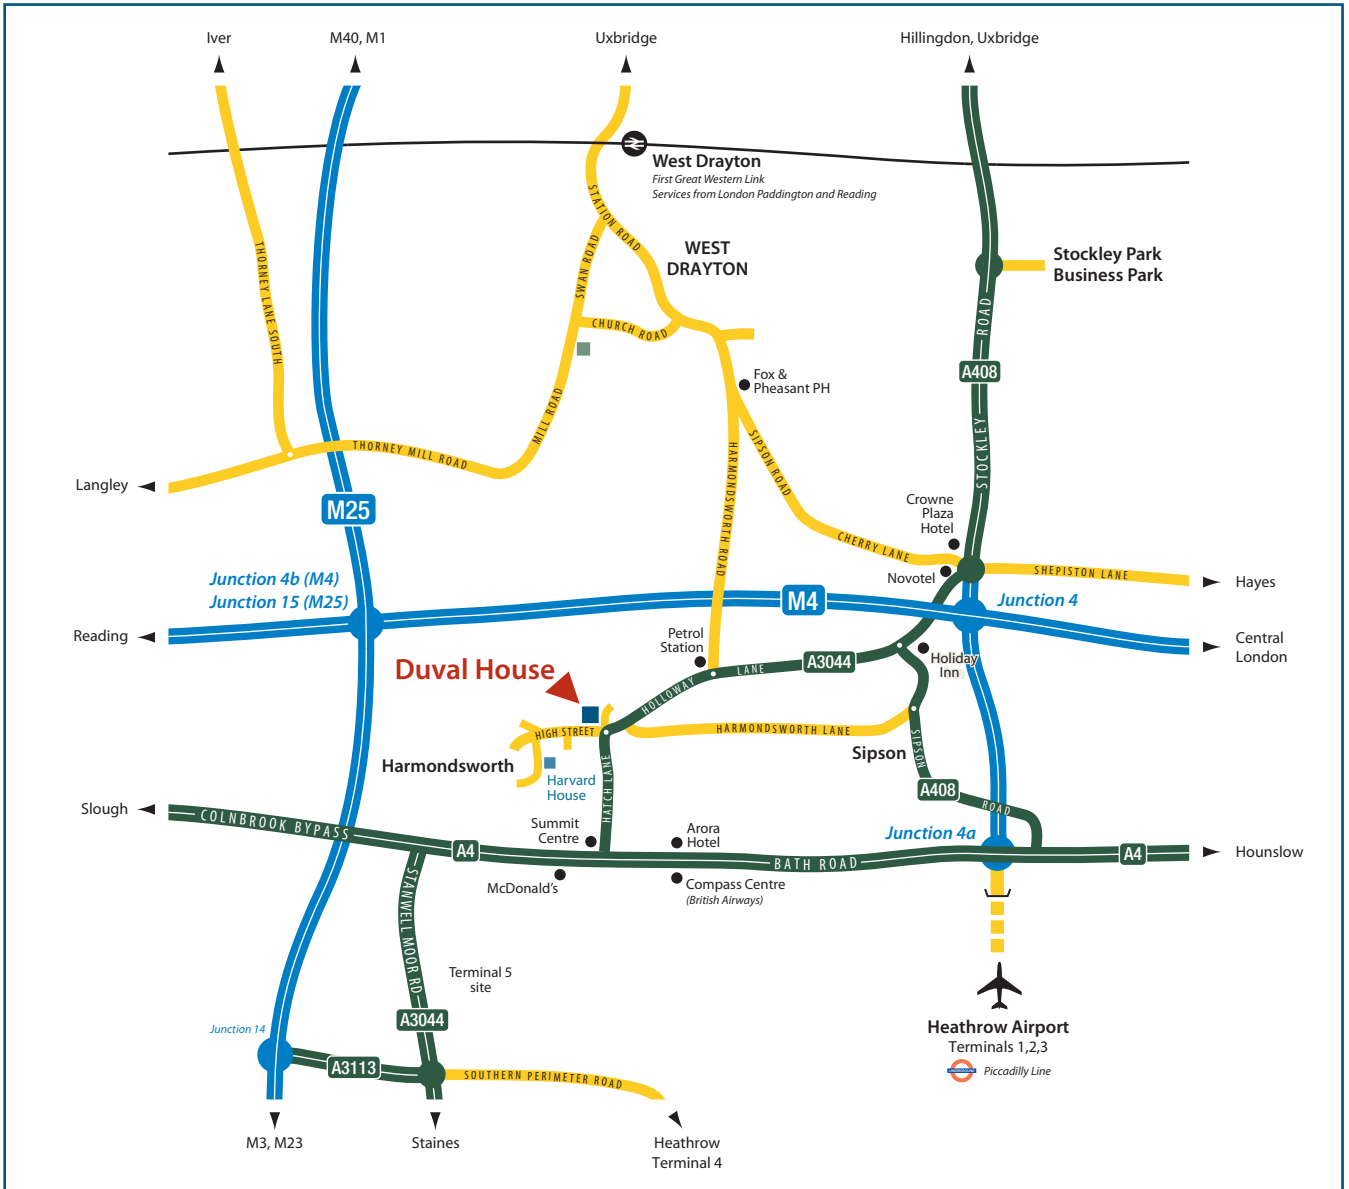 Iver
M40, M1
Uxbridge
Hillingdon, Uxbridge
West Drayton
First Great Western Link
Services from London Paddington and Reading
STATION ROAD
WEST
DRAYTON
Stockley Park
Business Park
THORNEY LANE SOUTH
SWAN ROAD
CHURCH ROAD
STOCKLEY ROAD
A408
Fox &
Pheasant PH
MILL ROAD
THORNEY MILL ROAD
HARMONDSWORTH ROAD
SIPSON ROAD
Langley
M25
Crowne
Plaza
Hotel
CHERRY LANE
Novotel
SHEPISTON LANE
Hayes
Junction 4b (M4)
Junction 15 (M25)
M4
Junction 4
Reading
Central
London
Petrol
Station
Duval House
HOLLOWAY LANE
A3044
Holiday
Inn
HIGH STREET
HARMONDSWORTH LANE
Harmondsworth
Harvard
House
HATCH LANE
Sipson
SIPSON ROAD
A408
Slough
COLNBROOK BYPASS
A4
Summit
Centre
Arora
Hotel
Junction 4a
BATH ROAD
A4
Hounslow
McDonald's
Compass Centre
(British Airways)
STANWELL MOOR RD
Terminal 5
site
A3044
Junction 14
A3113
SOUTHERN PERIMETER ROAD
Heathrow Airport
Terminals 1,2,3
UNDERGROUND
Piccadilly Line
M3, M23
Staines
Heathrow
Terminal 4